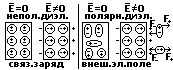 E=0 E≠0 E=0 E≠0
непол.диэл. полярн.диэл.
F
F
связ.заряд внеш.эл.поле